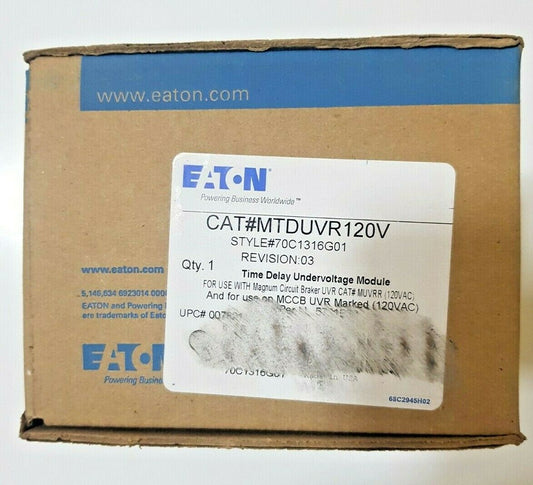 www.eaton.com
EATON
Powering Business Worldwide™
CAT#MTDUVR120V
STYLE#70C1316G01
REVISION:03
Qty. 1
Time Delay Undervoltage Module
FOR USE WITH Magnum Circuit Braker UVR CAT# MUVRR (120VAC)
And for use on MCCB UVR Marked (120VAC)
UPC#
70C1316G01
68C2945H02
www.eaton.com
EATON and Powering
are trademarks of
EATON
Powering Business